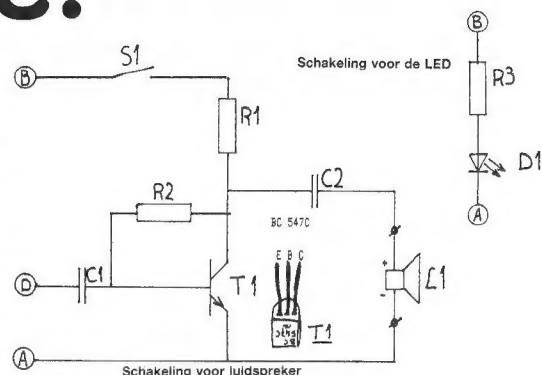 e.
B
S1
Schakeling voor de LED
B
R3
R1
D1
C2
R2
BC 547C
A
E B C
+
D
C1
T1
L1
-
T1
A
Schakeling voor luidspreker